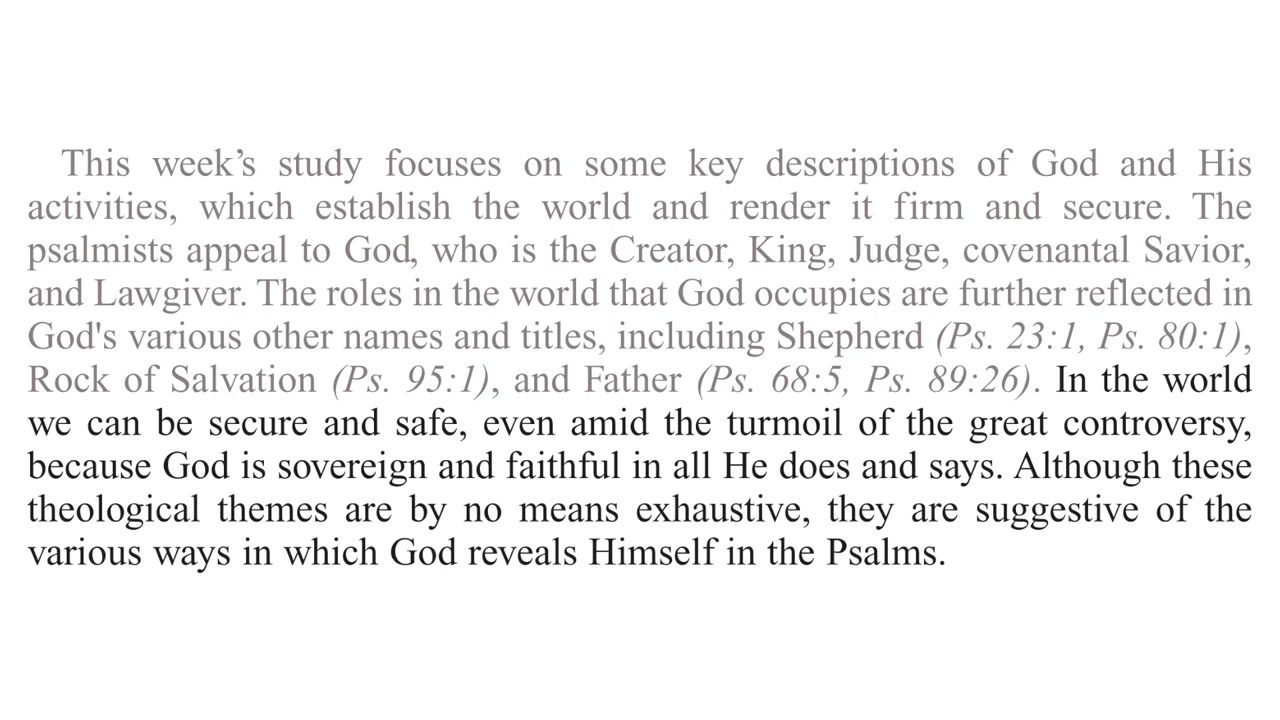 This week’s study focuses on some key descriptions of God and His
activities, which establish the world and render it firm and secure. The
psalmists appeal to God, who is the Creator, King, Judge, covenantal Savior,
and Lawgiver. The roles in the world that God occupies are further reflected in
God's various other names and titles, including Shepherd (Ps. 23:1, Ps. 80:1),
Rock of Salvation (Ps. 95:1), and Father (Ps. 68:5, Ps. 89:26). In the world
we can be secure and safe, even amid the turmoil of the great controversy,
because God is sovereign and faithful in all He does and says. Although these
theological themes are by no means exhaustive, they are suggestive of the
various ways in which God reveals Himself in the Psalms.